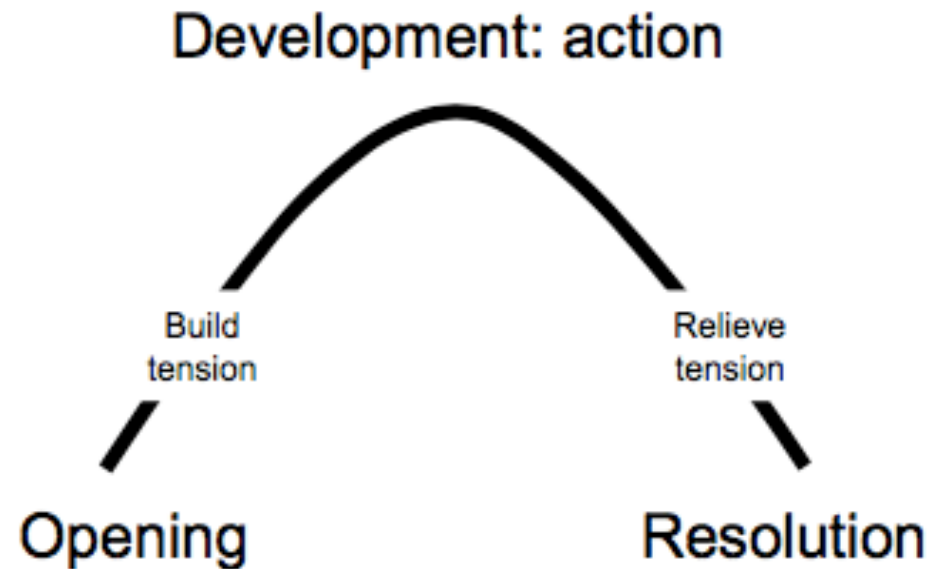 Development: action
Build
tension
Relieve
tension
Opening
Resolution